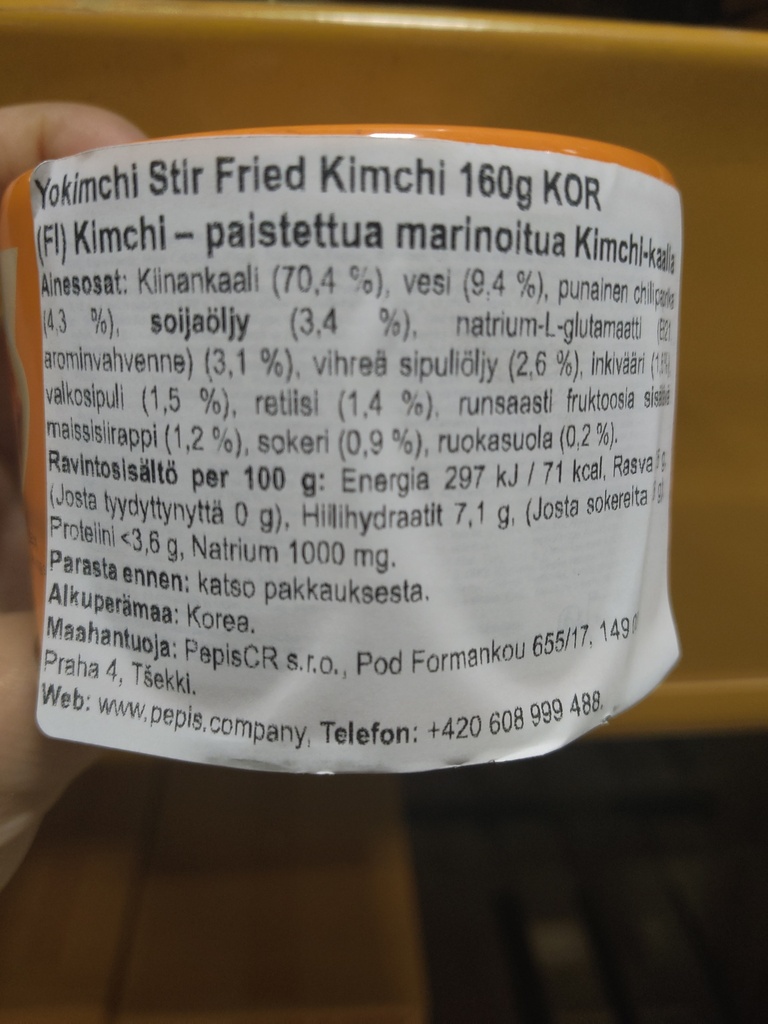 Yokimchi Stir Fried Kimchi 160g KOR
(FI) Kimchi – paistettua marinoitua Kimchi-kaalia
Ainesosat: Kiinankaali (70,4 %), vesi (9,4 %), punainen
(4,3 %), soijaöljy (3,4 %), natrium-L-glutamaatti
arominvahvenne) (3,1 %), vihreä sipuliöljy (2,6 %), inkivääri
valkosipuli (1,5 %), retiisi (1,4 %), runsaasti fruktoosia
maissisiirappi (1,2 %), sokeri (0,9 %), ruokasuola (0,2 %).
Ravintosisältö per 100 g: Energia 297 kJ / 71 kcal, Rasva
(Josta tyydyttynyttä 0 g), Hiilihydraatit 7,1 g, (Josta sokereita
Proteiini <3,6 g, Natrium 1000 mg.
Parasta ennen: katso pakkauksesta.
Alkuperämaa: Korea.
Maahantuoja: PepisCR s.r.o., Pod Formankou 655/17, 149
Praha 4, Tšekki.
Web: www.pepis.company, Telefon: +420 608 999 488.